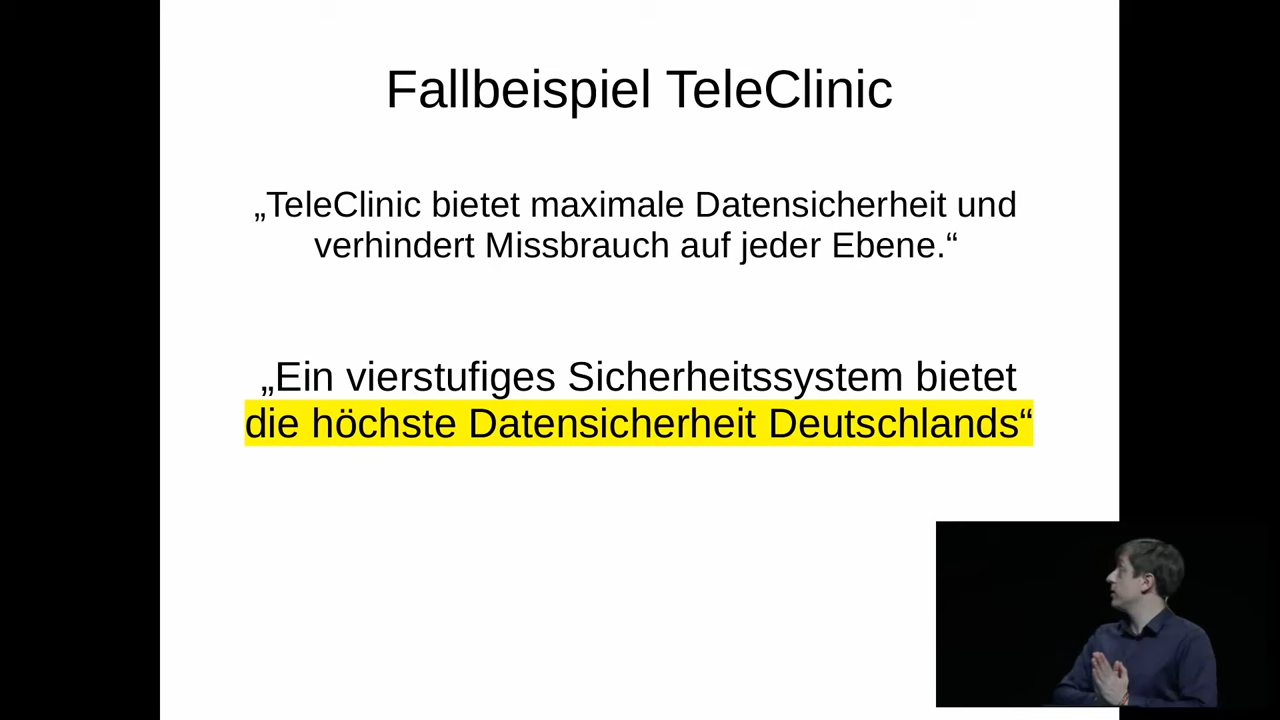 Fallbeispiel TeleClinic
„TeleClinic bietet maximale Datensicherheit und
verhindert Missbrauch auf jeder Ebene.“
„Ein vierstufiges Sicherheitssystem bietet
die höchste Datensicherheit Deutschlands“